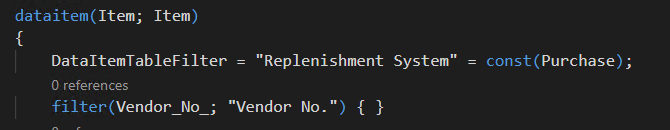 dataitem(Item; Item)
{
DataItemTableFilter = "Replenishment System" = const(Purchase);
0 references
filter(Vendor_No_; "Vendor No.") { }